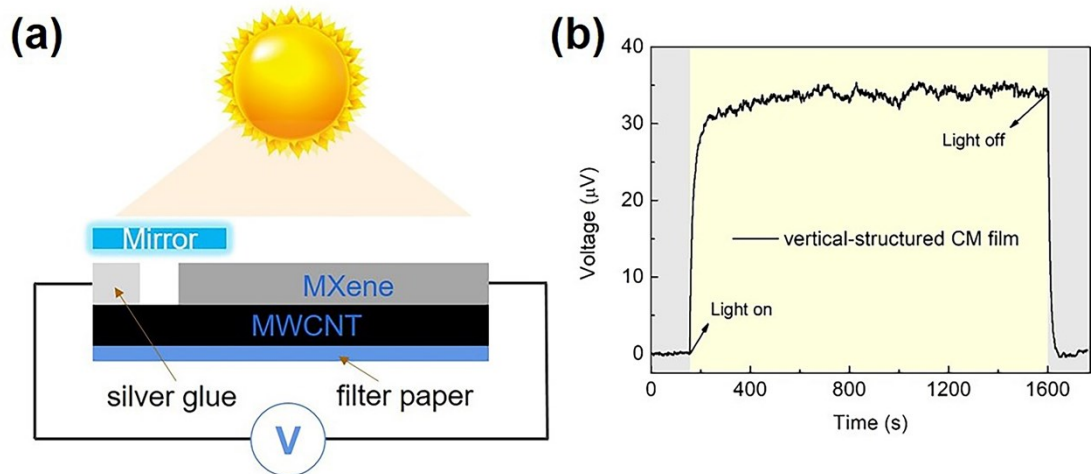 (a)
Mirror
MXene
MWCNT
silver glue
filter paper
V
(b)
40
30
20
10
0
Voltage (μV)
Light off
vertical-structured CM film
Light on
0
400
800
1200
1600
Time (s)